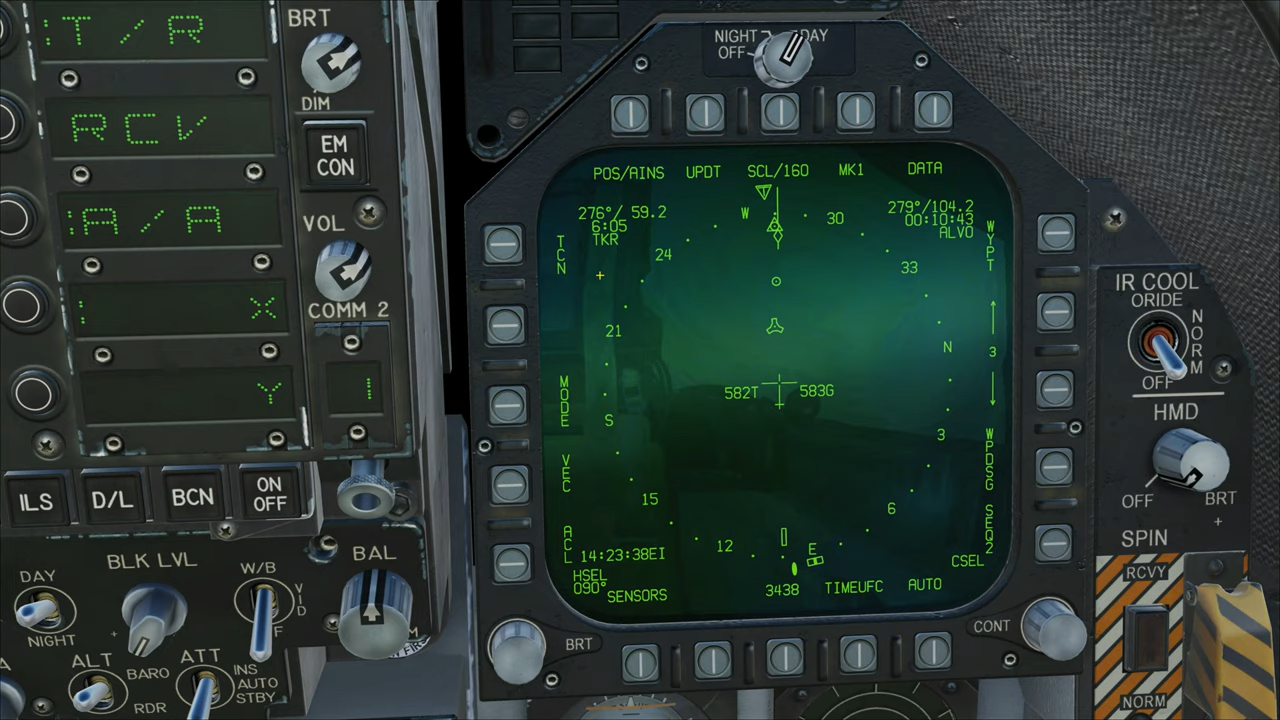 :T/R
RCV
:A/A
: X
Y
ILS
D/L
BCN
ON
OFF
BRT
DIM
EM
CON
VOL
COMM 2
1
BLK LVL
DAY
NIGHT
W/B
VID
F
BAL
ALT
BARO
RDR
ATT
INS
AUTO
STBY
NIGHT
DAY
OFF
POS/AINS UPDT SCL/160 MK1 DATA
276°/ 59.2
6:05
TKR
279°/104.2
00:10:43
ALVO
TCN
WYPT
W
30
24
33
21
N
3
582T 583G
MODE
S
3
WPDSG
VEC
15
6
SEQ2
ACL
12
E
14:23:38EI
HSEL
090°
SENSORS
3438
TIMEUFC
AUTO
CSEL
BRT
CONT
IR COOL
ORIDE
NORM
OFF
HMD
OFF
BRT
SPIN
RCVY
NORM